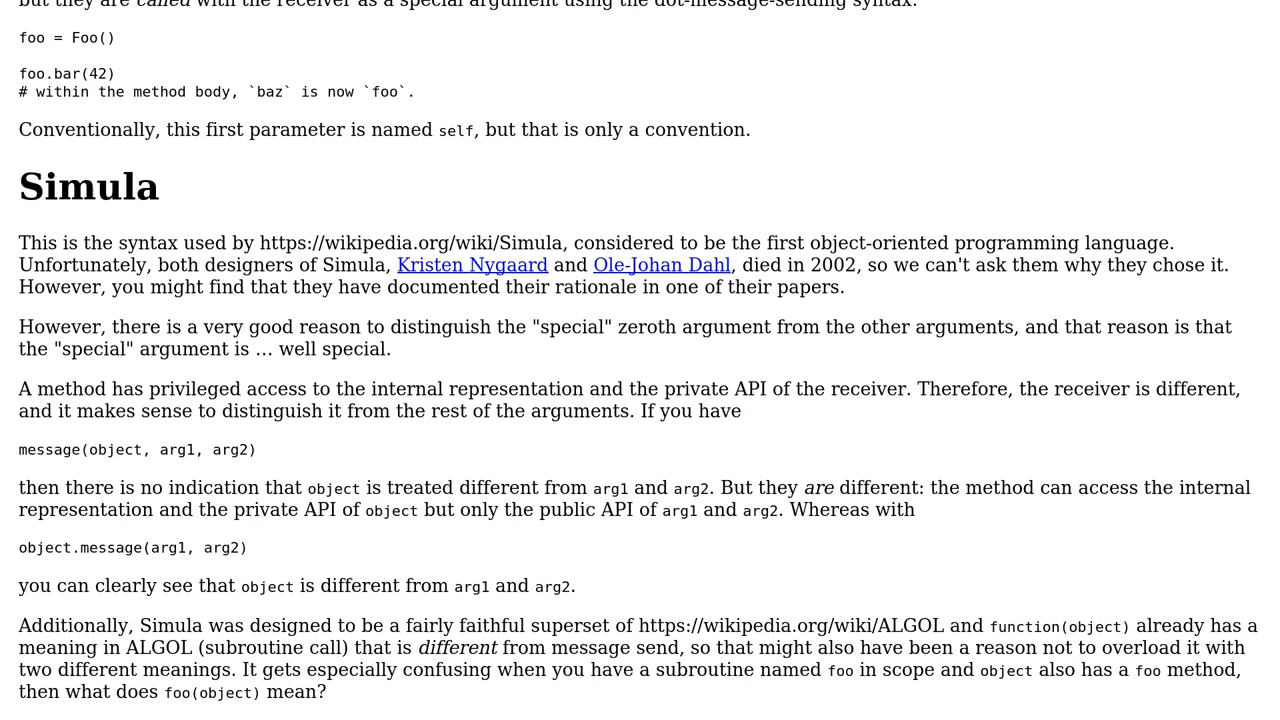 but they are called with the receiver as a special argument using the dot-message-sending syntax.
foo = Foo()
foo.bar(42)
# within the method body, `baz` is now `foo`.
Conventionally, this first parameter is named self, but that is only a convention.
Simula
This is the syntax used by https://wikipedia.org/wiki/Simula, considered to be the first object-oriented programming language.
Unfortunately, both designers of Simula, Kristen Nygaard and Ole-Johan Dahl, died in 2002, so we can't ask them why they chose it.
However, you might find that they have documented their rationale in one of their papers.
However, there is a very good reason to distinguish the "special" zeroth argument from the other arguments, and that reason is that
the "special" argument is … well special.
A method has privileged access to the internal representation and the private API of the receiver. Therefore, the receiver is different,
and it makes sense to distinguish it from the rest of the arguments. If you have
message(object, arg1, arg2)
then there is no indication that object is treated different from arg1 and arg2. But they are different: the method can access the internal
representation and the private API of object but only the public API of arg1 and arg2. Whereas with
object.message(arg1, arg2)
you can clearly see that object is different from arg1 and arg2.
Additionally, Simula was designed to be a fairly faithful superset of https://wikipedia.org/wiki/ALGOL and function(object) already has a
meaning in ALGOL (subroutine call) that is different from message send, so that might also have been a reason not to overload it with
two different meanings. It gets especially confusing when you have a subroutine named foo in scope and object also has a foo method,
then what does foo(object) mean?